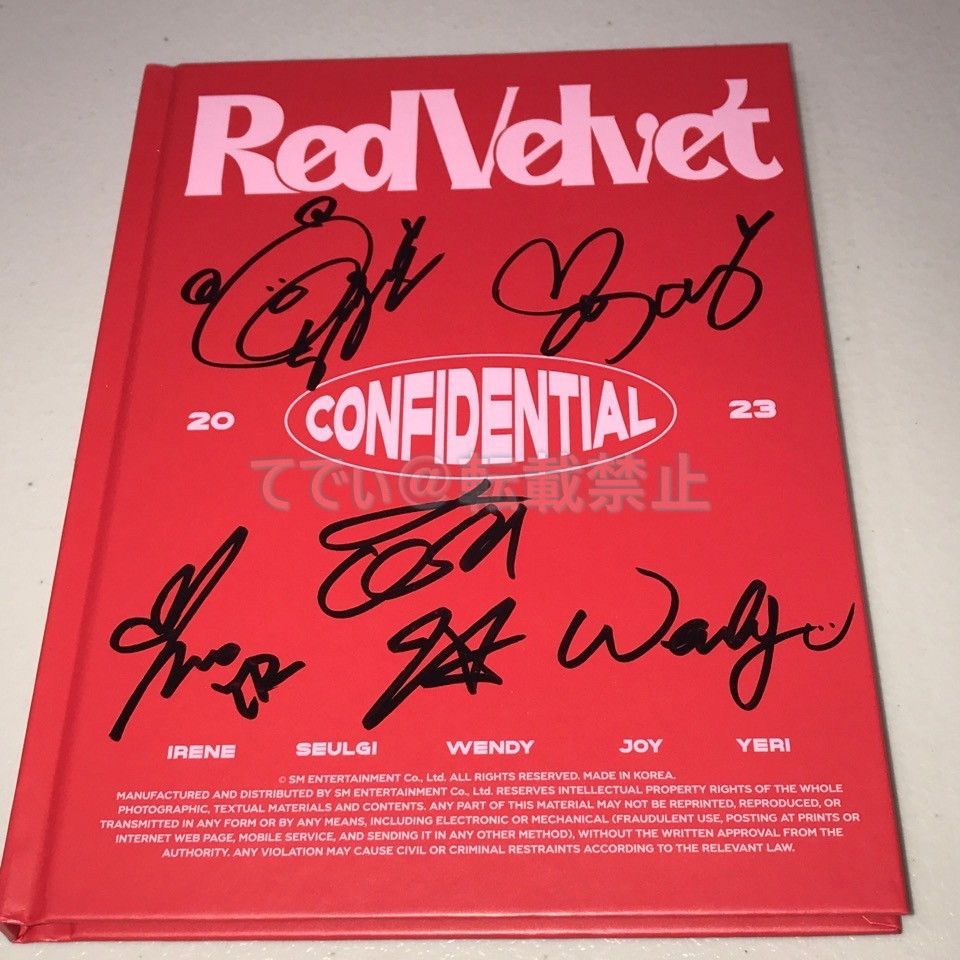 Red Velvet
20 CONFIDENTIAL 23
てでぃ@転載禁止
Wendy
IRENE SEULGI WENDY JOY YERI
© SM ENTERTAINMENT Co., Ltd. ALL RIGHTS RESERVED. MADE IN KOREA.
MANUFACTURED AND DISTRIBUTED BY SM ENTERTAINMENT Co., Ltd. RESERVES INTELLECTUAL PROPERTY RIGHTS OF THE WHOLE
PHOTOGRAPHIC, TEXTUAL MATERIALS AND CONTENTS. ANY PART OF THIS MATERIAL MAY NOT BE REPRINTED, REPRODUCED, OR
TRANSMITTED IN ANY FORM OR BY ANY MEANS, INCLUDING ELECTRONIC OR MECHANICAL (FRAUDULENT USE, POSTING AT PRINTS OR
INTERNET WEB PAGE, MOBILE SERVICE, AND SENDING IT IN ANY OTHER METHOD), WITHOUT THE WRITTEN APPROVAL FROM THE
AUTHORITY. ANY VIOLATION MAY CAUSE CIVIL OR CRIMINAL RESTRAINTS ACCORDING TO THE RELEVANT LAW.